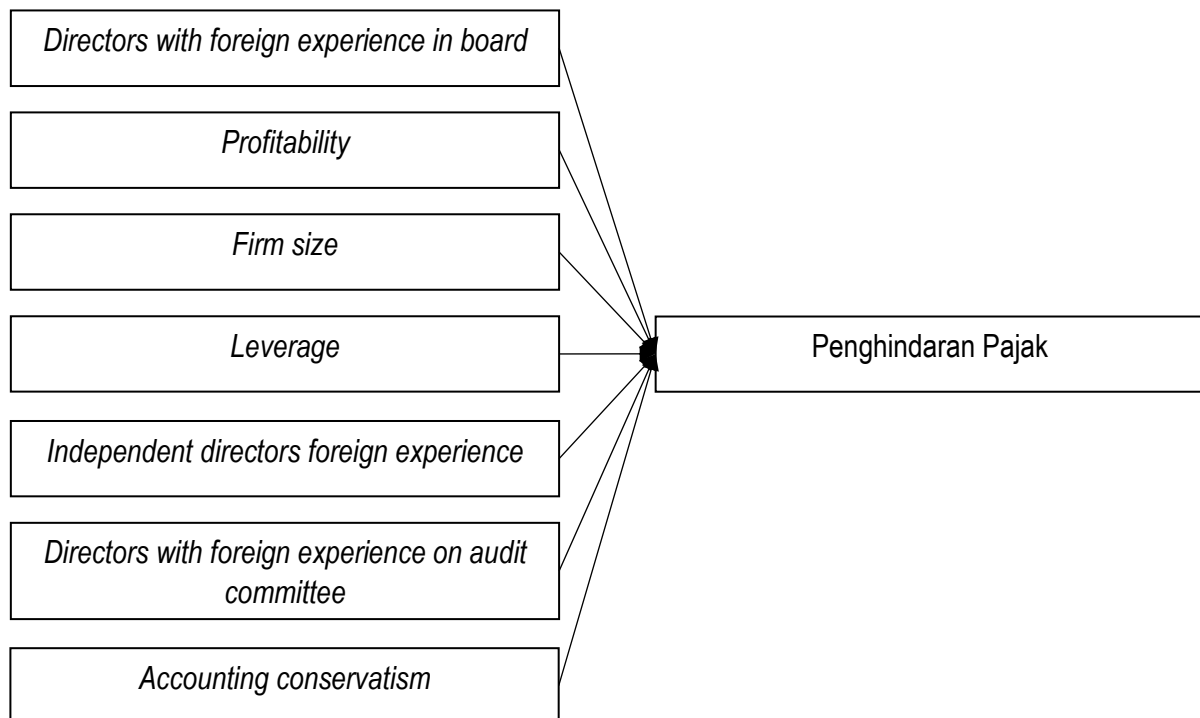 Directors with foreign experience in board
Profitability
Firm size
Leverage
Penghindaran Pajak
Independent directors foreign experience
Directors with foreign experience on audit
committee
Accounting conservatism